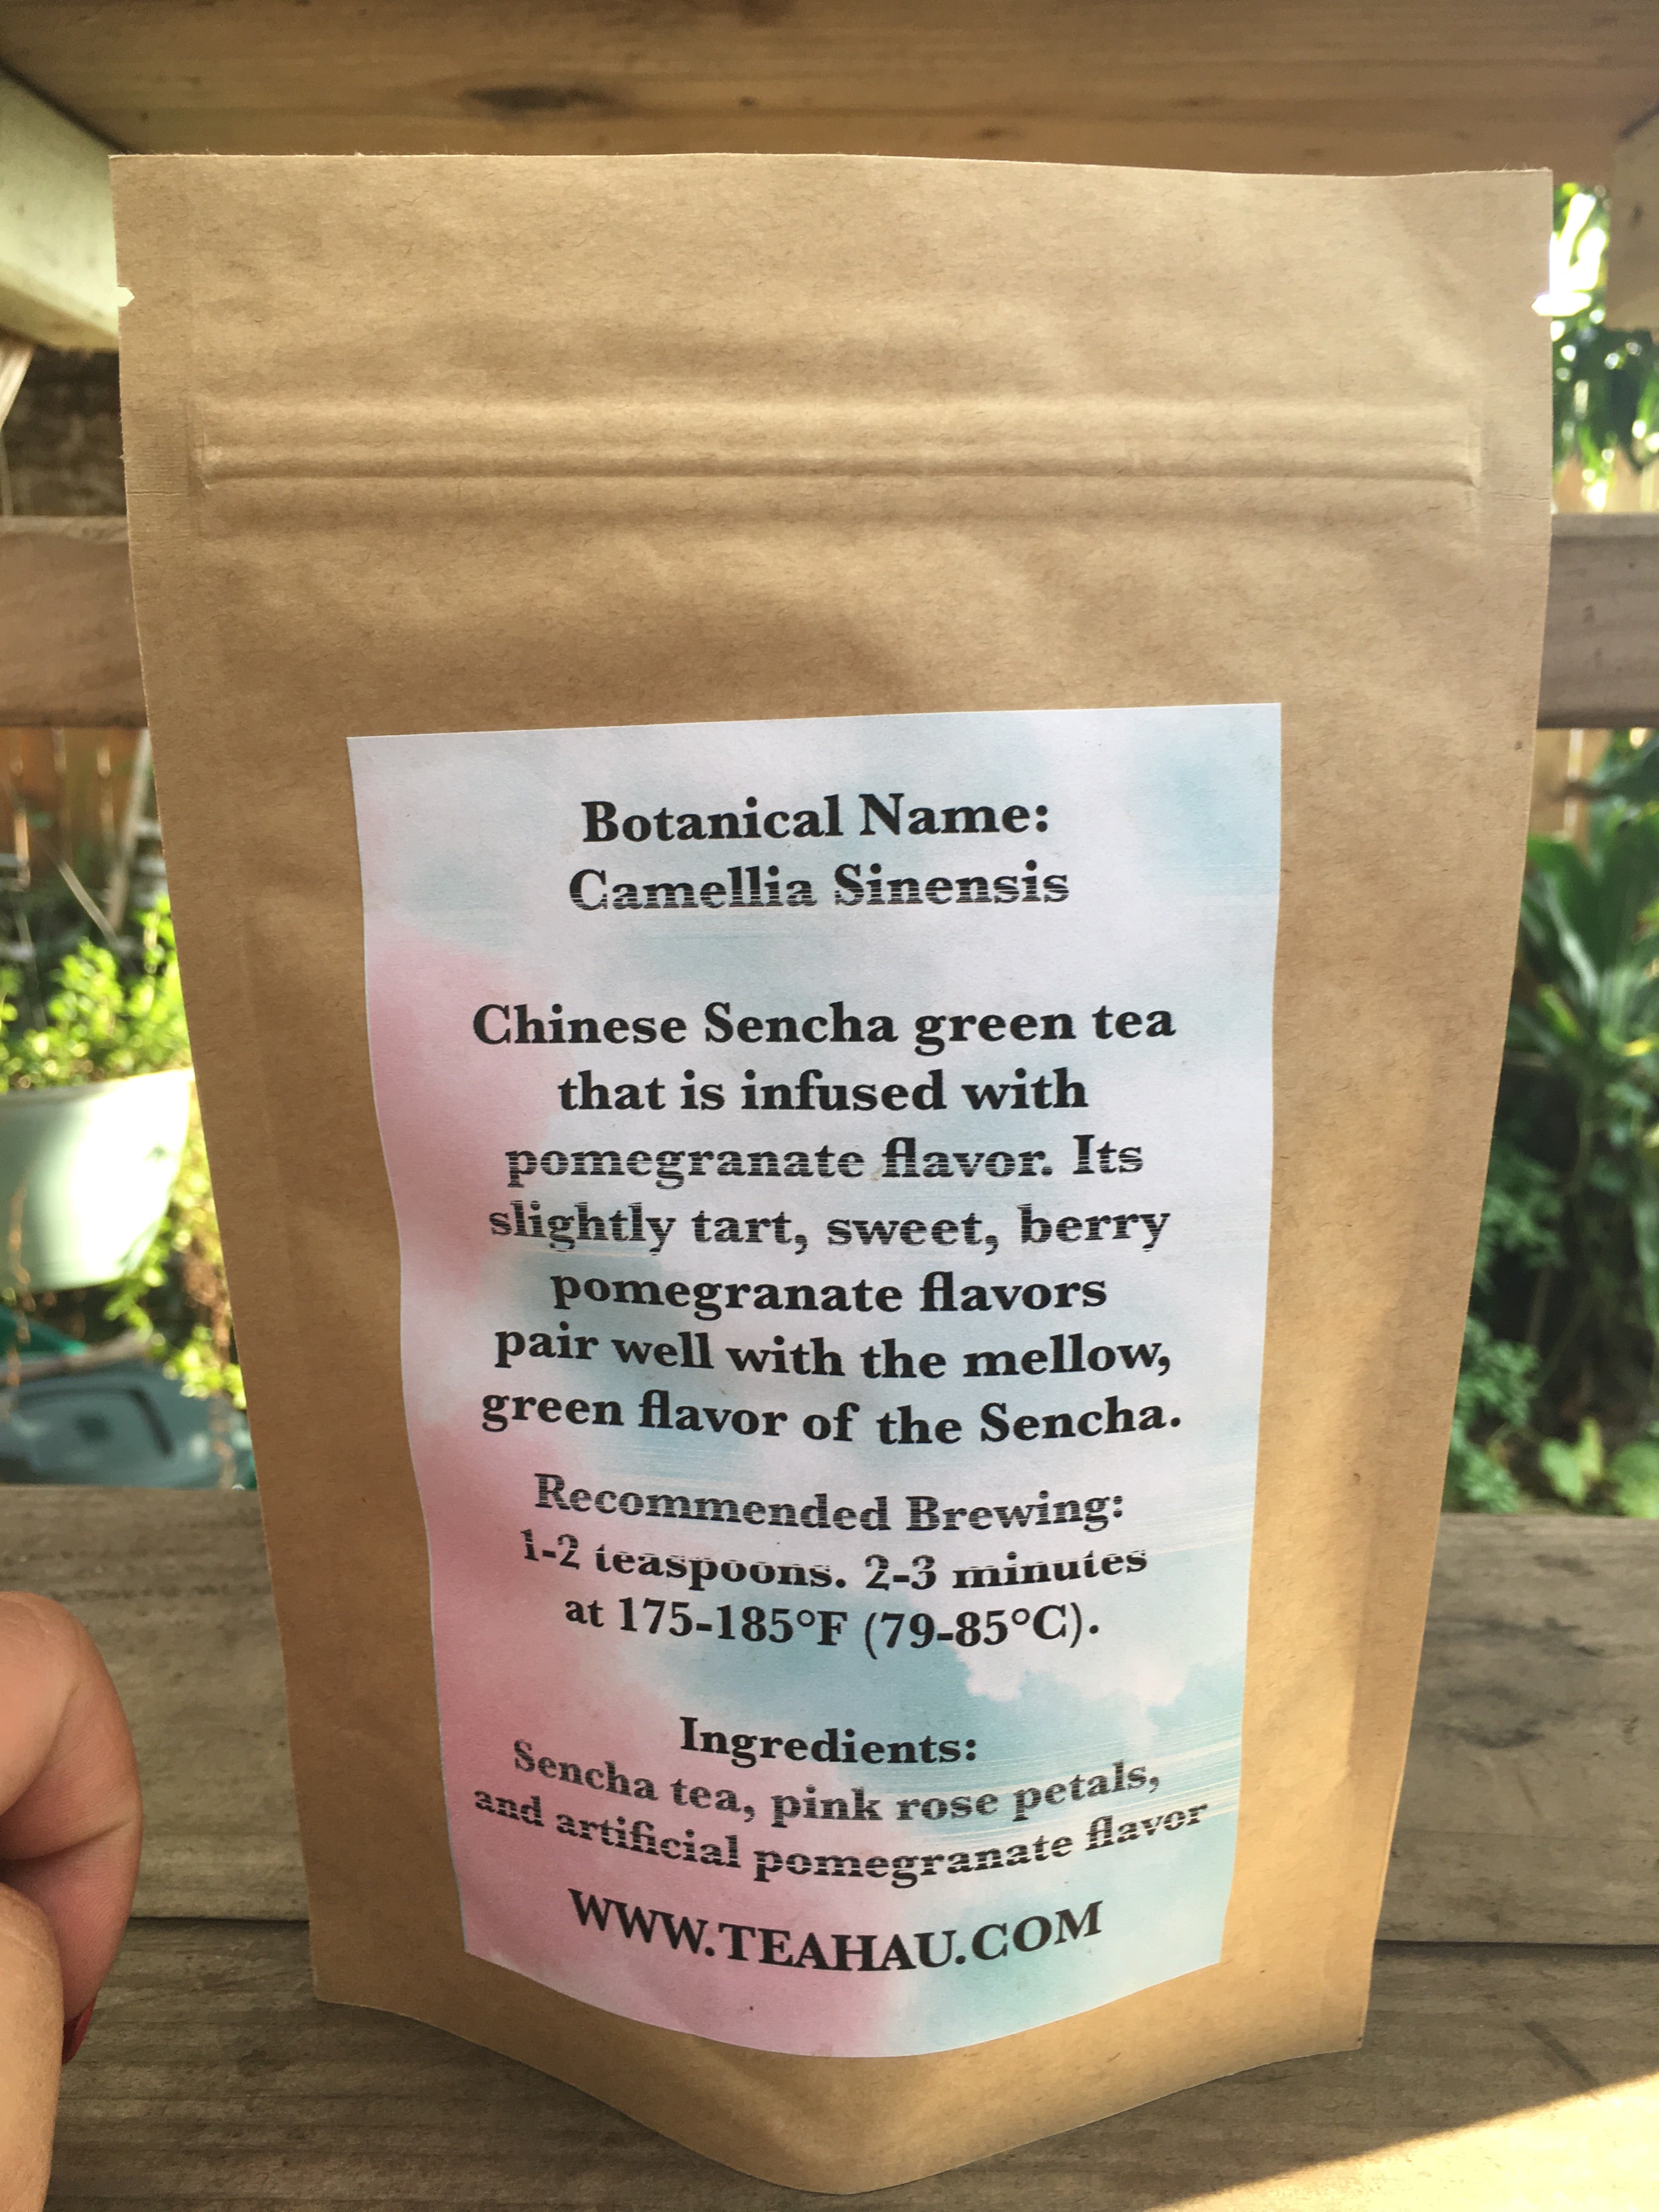 Botanical Name:
Camellia Sinensis
Chinese Sencha green tea
that is infused with
pomegranate flavor. Its
slightly tart, sweet, berry
pomegranate flavors
pair well with the mellow,
green flavor of the Sencha.
Recommended Brewing:
1-2 teaspoons. 2-3 minutes
at 175-185°F (79-85°C).
Ingredients:
Sencha tea, pink rose petals,
and artificial pomegranate flavor
WWW.TEAHAU.COM